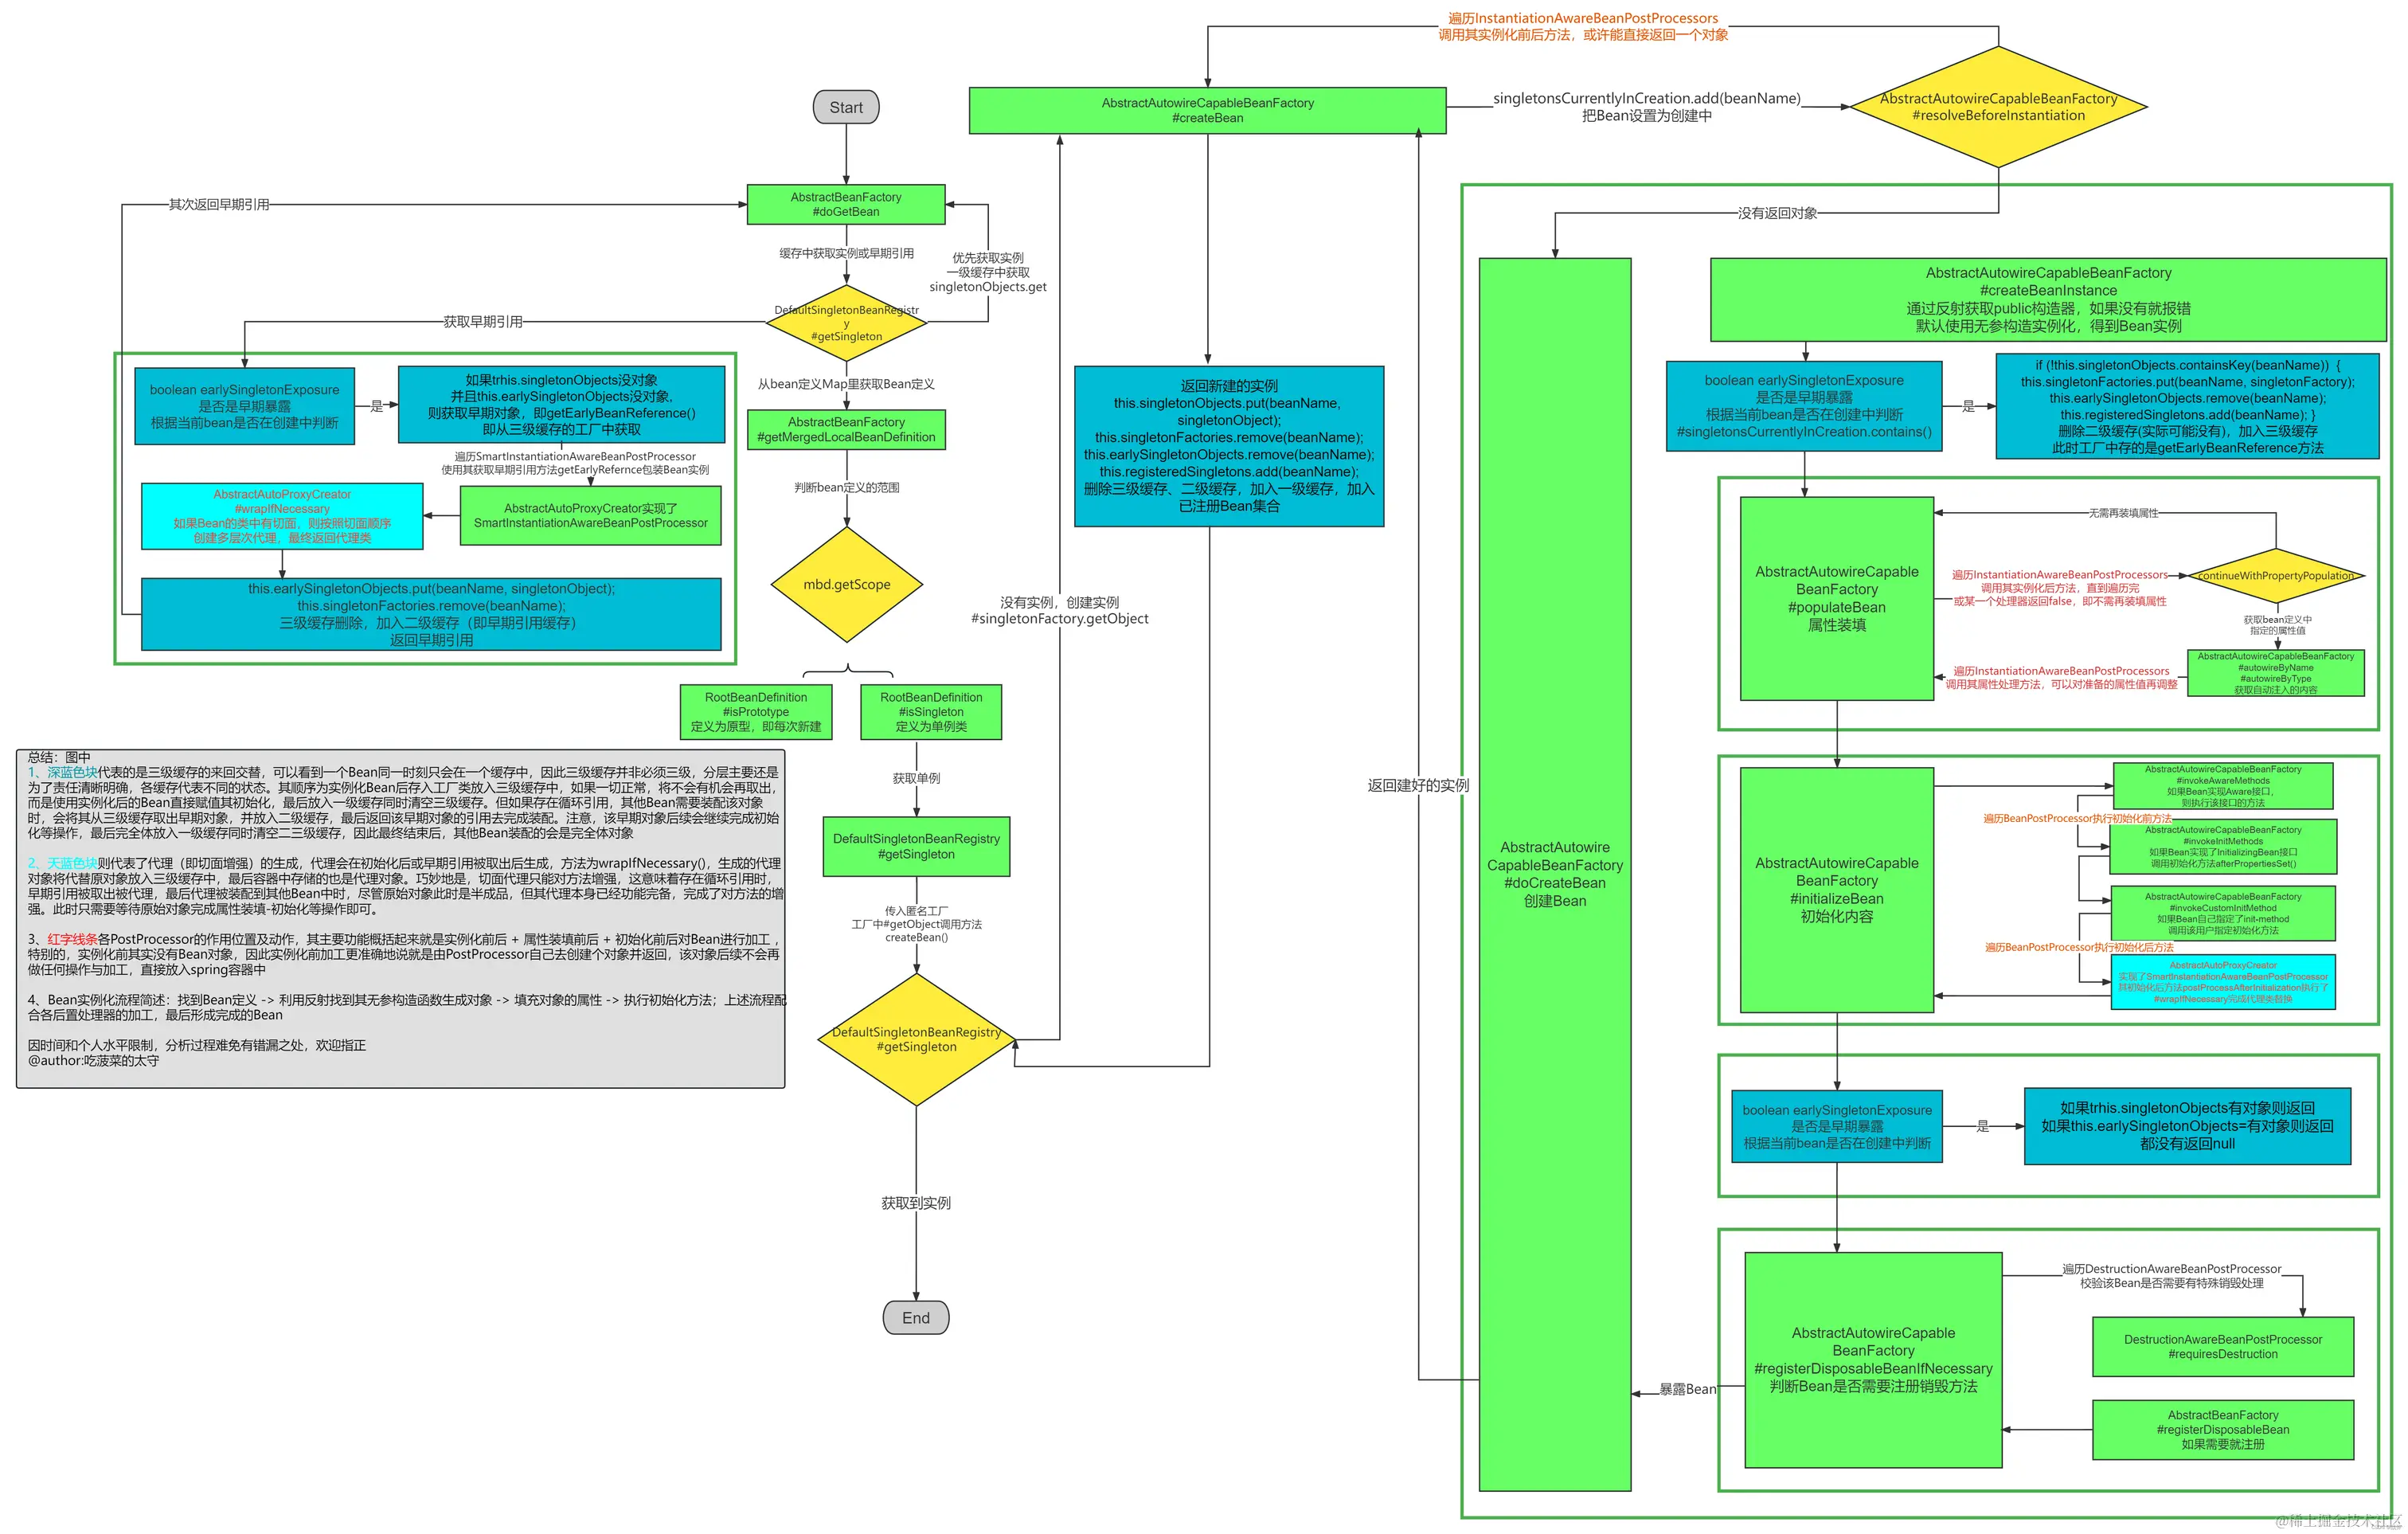 遍历InstantiationAwareBeanPostProcessors
调用其实例化前后方法，或许能直接返回一个对象
Start
AbstractAutowireCapableBeanFactory
#createBean
singletonsCurrentlyInCreation.add(beanName)
把Bean设置为创建中
AbstractAutowireCapableBeanFactory
#resolveBeforeInstantiation
其次返回早期引用
AbstractBeanFactory
#doGetBean
没有返回对象
缓存中获取实例或早期引用
优先获取实例
一级缓存中获取
singletonObjects.get
DefaultSingletonBeanRegistr
y
#getSingleton
获取早期引用
boolean earlySingletonExposure
是否是早期暴露
根据当前bean是否在创建中判断
是
如果trhis.singletonObjects没对象
并且this.earlySingletonObjects没对象,
则获取早期对象，即getEarlyBeanReference()
即从三级缓存的工厂中获取
遍历SmartInstantiationAwareBeanPostProcessor
使用其获取早期引用方法getEarlyRefernce包装Bean实例
AbstractAutoProxyCreator
#wrapIfNecessary
如果Bean的类中有切面，则按照切面顺序
创建多层次代理，最终返回代理类
AbstractAutoProxyCreator实现了
SmartInstantiationAwareBeanPostProcessor
this.earlySingletonObjects.put(beanName, singletonObject);
this.singletonFactories.remove(beanName);
三级缓存删除，加入二级缓存（即早期引用缓存）
返回早期引用
从bean定义Map里获取Bean定义
AbstractBeanFactory
#getMergedLocalBeanDefinition
判断bean定义的范围
mbd.getScope
RootBeanDefinition
#isPrototype
定义为原型，即每次新建
RootBeanDefinition
#isSingleton
定义为单例类
获取单例
DefaultSingletonBeanRegistry
#getSingleton
传入匿名工厂
工厂中#getObject调用方法
createBean()
DefaultSingletonBeanRegistry
#getSingleton
获取到实例
End
没有实例，创建实例
#singletonFactory.getObject
返回新建的实例
this.singletonObjects.put(beanName,
singletonObject);
this.singletonFactories.remove(beanName);
this.earlySingletonObjects.remove(beanName);
this.registeredSingletons.add(beanName);
删除三级缓存、二级缓存，加入一级缓存，加入
已注册Bean集合
返回建好的实例
总结：图中
1、深蓝色块代表的是三级缓存的来回交替，可以看到一个Bean同一时刻只会在一个缓存中，因此三级缓存并非必须三级，分层主要还是
为了责任清晰明确，各缓存代表不同的状态。其顺序为实例化Bean后存入工厂类放入三级缓存中，如果一切正常，将不会有机会再取出，
而是使用实例化后的Bean直接赋值其初始化，最后放入一级缓存同时清空三级缓存。但如果存在循环引用，其他Bean需要装配该对象
时，会将其从三级缓存取出早期对象，并放入二级缓存，最后返回该早期对象的引用去完成装配。注意，该早期对象后续会继续完成初始
化等操作，最后完全体放入一级缓存同时清空二三级缓存，因此最终结束后，其他Bean装配的会是完全体对象
2、天蓝色块则代表了代理（即切面增强）的生成，代理会在初始化后或早期引用被取出后生成，方法为wrapIfNecessary()，生成的代理
对象将代替原对象放入三级缓存中，最后容器中存储的也是代理对象。巧妙地是，切面代理只能对方法增强，这意味着存在循环引用时，
早期引用被取出被代理，最后代理被装配到其他Bean中时，尽管原始对象此时是半成品，但其代理本身已经功能完备，完成了对方法的增
强。此时只需要等待原始对象完成属性装填-初始化等操作即可。
3、红字线条各PostProcessor的作用位置及动作，其主要功能概括起来就是实例化前后 + 属性装填前后 + 初始化前后对Bean进行加工，
特别的，实例化前其实没有Bean对象，因此实例化前加工更准确地说就是由PostProcessor自己去创建个对象并返回，该对象后续不会再
做任何操作与加工，直接放入spring容器中
4、Bean实例化流程简述：找到Bean定义 -> 利用反射找到其无参构造函数生成对象 -> 填充对象的属性 -> 执行初始化方法；上述流程配
合各后置处理器的加工，最后形成完成的Bean
因时间和个人水平限制，分析过程难免有错漏之处，欢迎指正
@author:吃菠菜的太守
AbstractAutowire
CapableBeanFactory
#doCreateBean
创建Bean
AbstractAutowireCapableBeanFactory
#createBeanInstance
通过反射获取public构造器，如果没有就报错
默认使用无参构造实例化，得到Bean实例
boolean earlySingletonExposure
是否是早期暴露
根据当前bean是否在创建中判断
#singletonsCurrentlyInCreation.contains()
是
if (!this.singletonObjects.containsKey(beanName)) {
this.singletonFactories.put(beanName, singletonFactory);
this.earlySingletonObjects.remove(beanName);
this.registeredSingletons.add(beanName); }
删除二级缓存(实际可能没有)，加入三级缓存
此时工厂中存的是getEarlyBeanReference方法
AbstractAutowireCapable
BeanFactory
#populateBean
属性装填
无需再装填属性
遍历InstantiationAwareBeanPostProcessors
调用其实例化后方法，直到遍历完
或某一个处理器返回false，即不需再装填属性
continueWithPropertyPopulation
获取bean定义中
指定的属性值
AbstractAutowireCapableBeanFactory
#autowireByName
#autowireByType
获取自动注入的内容
遍历InstantiationAwareBeanPostProcessors
调用其属性处理方法，可以对准备的属性值再调整
AbstractAutowireCapable
BeanFactory
#initializeBean
初始化内容
AbstractAutowireCapableBeanFactory
#invokeAwareMethods
如果Bean实现Aware接口，
则执行该接口的方法
遍历BeanPostProcessor执行初始化前方法
AbstractAutowireCapableBeanFactory
#invokeInitMethods
如果Bean实现了InitializingBean接口
调用初始化方法afterPropertiesSet()
AbstractAutowireCapableBeanFactory
#invokeCustomInitMethod
如果Bean自己指定了init-method
调用该用户指定初始化方法
遍历BeanPostProcessor执行初始化后方法
AbstractAutoProxyCreator
实现了SmartInstantiationAwareBeanPostProcessor
其初始化后方法postProcessAfterInitialization执行了
#wrapIfNecessary完成代理类替换
boolean earlySingletonExposure
是否是早期暴露
根据当前bean是否在创建中判断
是
如果trhis.singletonObjects有对象则返回
如果this.earlySingletonObjects=有对象则返回
都没有返回null
AbstractAutowireCapable
BeanFactory
#registerDisposableBeanIfNecessary
判断Bean是否需要注册销毁方法
遍历DestructionAwareBeanPostProcessor
校验该Bean是否需要有特殊销毁处理
DestructionAwareBeanPostProcessor
#requiresDestruction
AbstractBeanFactory
#registerDisposableBean
如果需要就注册
暴露Bean
@稀土掘金技术社区